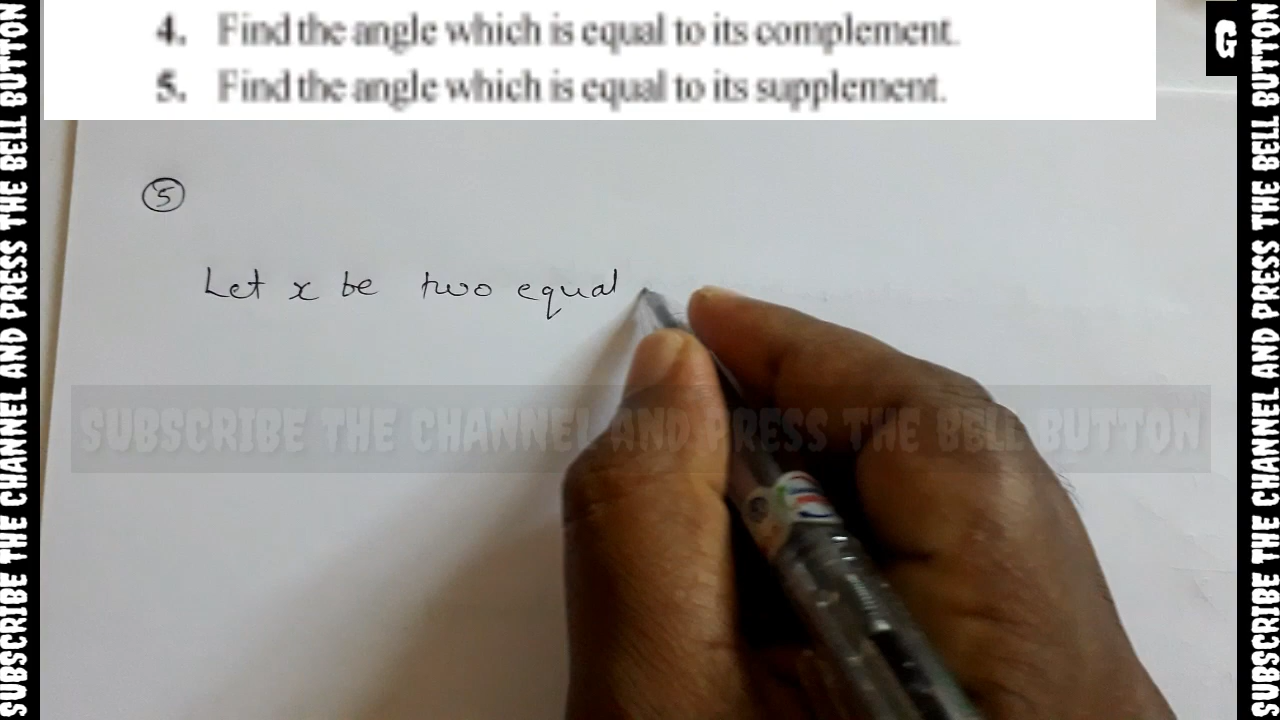 4. Find the angle which is equal to its complement.
5. Find the angle which is equal to its supplement.
G
5
Let x be two equal
SUBSCRIBE THE CHANNEL AND PRESS THE BELL BUTTON
SUBSCRIBE THE CHANNEL AND PRESS THE BELL BUTTON
SUBSCRIBE THE CHANNEL AND PRESS THE BELL BUTTON